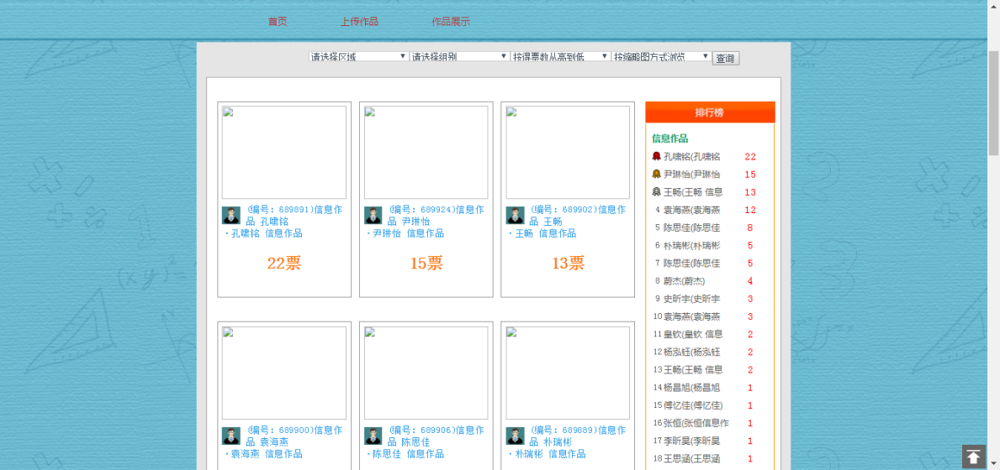 首页 上传作品 作品展示
请选择区域 请选择组别 按得票数从高到低 按缩略图方式浏览 查询
(编号：689891)信息作
品 孔啸铭
·孔啸铭 信息作品
22票
(编号：689924)信息作
品 尹琳怡
·尹琳怡 信息作品
15票
(编号：689902)信息作
品 王畅
·王畅 信息作品
13票
(编号：689900)信息作
品 袁海燕
·袁海燕 信息作品
(编号：689906)信息作
品 陈思佳
·陈思佳 信息作品
(编号：689889)信息作
品 朴瑞彬
·朴瑞彬 信息作品
排行榜
信息作品
孔啸铭(孔啸铭 22
尹琳怡(尹琳怡 15
王畅(王畅 信息 13
4 袁海燕(袁海燕 12
5 陈思佳(陈思佳 8
6 朴瑞彬(朴瑞彬 5
7 陈思佳(陈思佳 5
8 蔚杰(蔚杰) 4
9 史昕宇(史昕宇 3
10 袁海燕(袁海燕 3
11 皇钦(皇钦 信息 2
12 杨泓钰(杨泓钰 2
13 王畅(王畅 信息 2
14 杨昌旭(杨昌旭 1
15 傅忆佳(傅忆佳) 1
16 张恒(张恒信息作 1
17 李昕昊(李昕昊 1
18 王思涵(王思涵 1